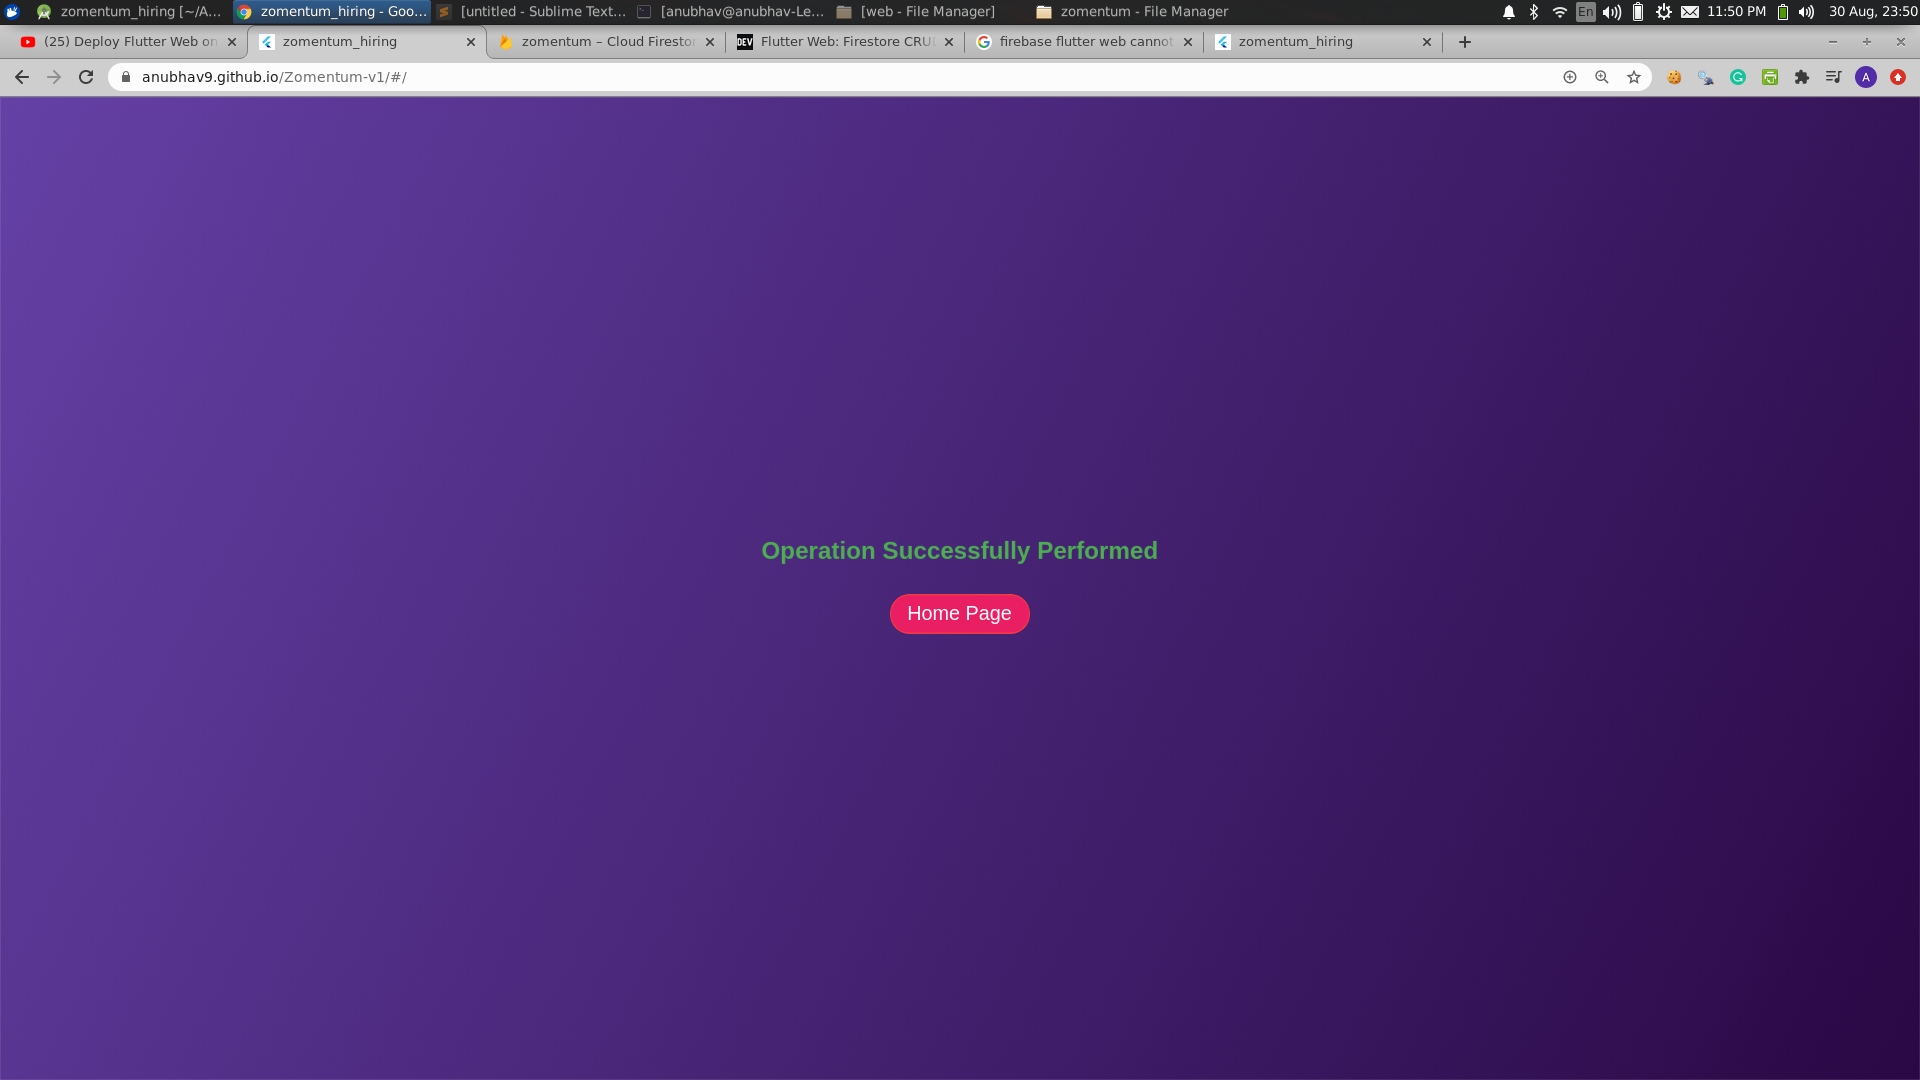 zomentum_hiring [~/A... zomentum_hiring - Goo... [untitled - Sublime Text... [anubhav@anubhav-Le... [web - File Manager] zomentum - File Manager En 11:50 PM 30 Aug, 23:50
(25) Deploy Flutter Web on zomentum_hiring zomentum – Cloud Firestor DEV Flutter Web: Firestore CRU firebase flutter web cannot zomentum_hiring
anubhav9.github.io/Zomentum-v1/#/ A
Operation Successfully Performed
Home Page